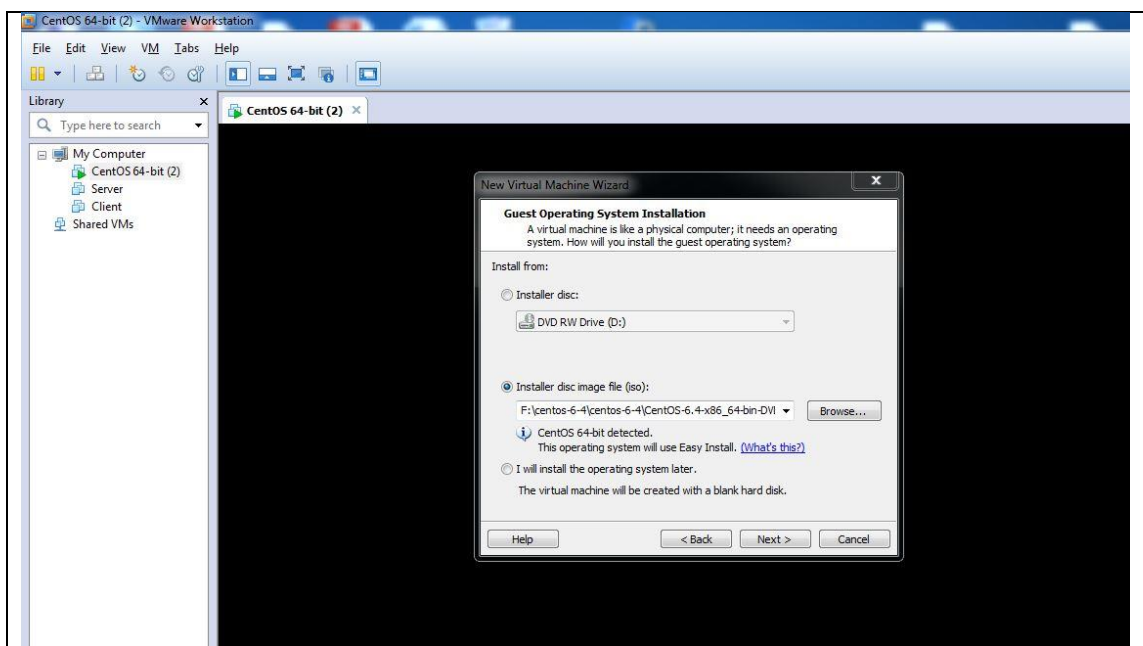 CentOS 64-bit (2) - VMware Workstation
File Edit View VM Tabs Help
Library x
CentOS 64-bit (2) ×
Type here to search
My Computer
CentOS 64-bit (2)
Server
Client
Shared VMs
New Virtual Machine Wizard x
Guest Operating System Installation
A virtual machine is like a physical computer; it needs an operating
system. How will you install the guest operating system?
Install from:
Installer disc:
DVD RW Drive (D:)
Installer disc image file (iso):
F:\centos-6-4\centos-6-4\CentOS-6.4-x86_64-bin-DVI Browse...
CentOS 64-bit detected.
This operating system will use Easy Install. (What's this?)
I will install the operating system later.
The virtual machine will be created with a blank hard disk.
Help < Back Next > Cancel